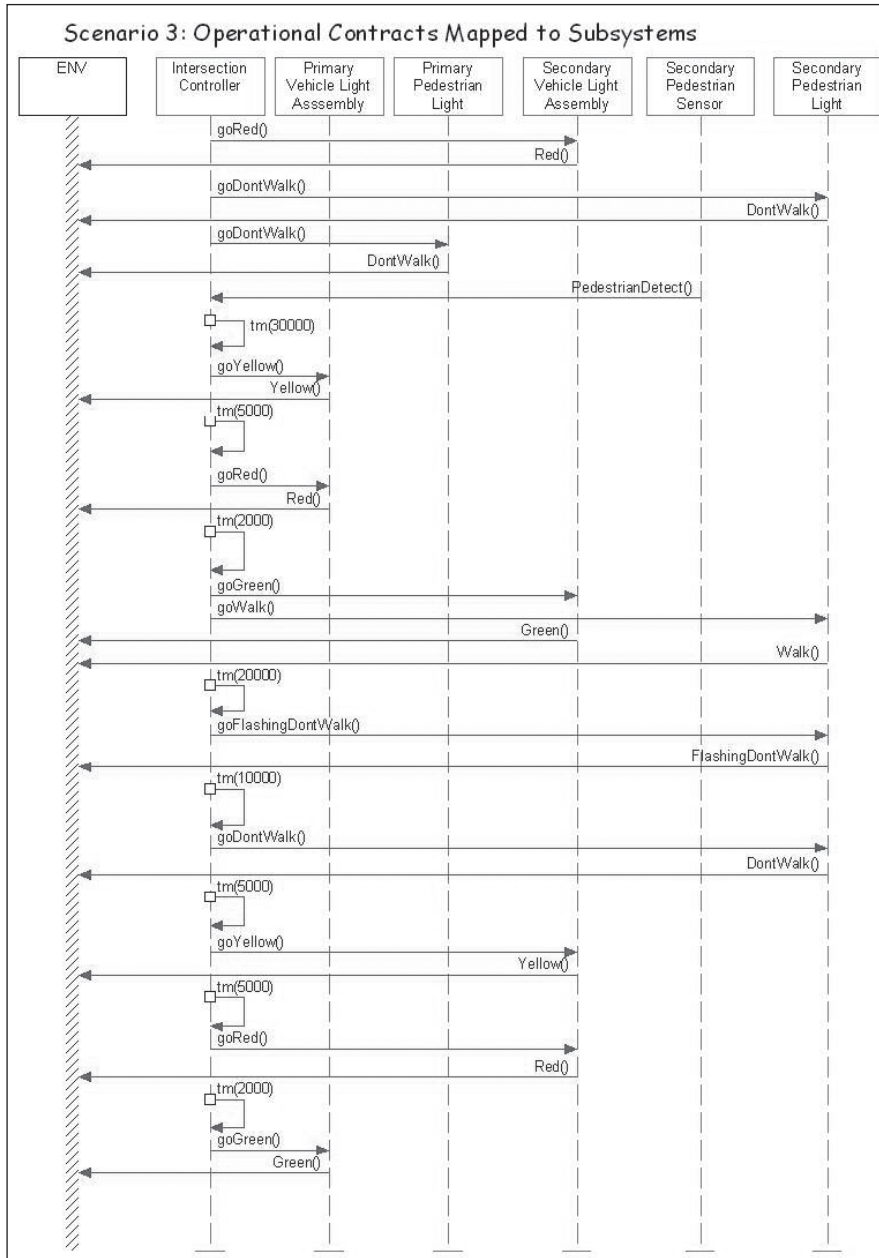 Scenario 3: Operational Contracts Mapped to Subsystems
ENV
Intersection
Controller
Primary
Vehicle Light
Asssembly
Primary
Pedestrian
Light
Secondary
Vehicle Light
Assembly
Secondary
Pedestrian
Sensor
Secondary
Pedestrian
Light
goRed()
Red()
goDontWalk()
DontWalk()
goDontWalk()
DontWalk()
PedestrianDetect()
tm(30000)
goYellow()
Yellow()
tm(5000)
goRed()
Red()
tm(2000)
goGreen()
goWalk()
Green()
Walk()
tm(20000)
goFlashingDontWalk()
FlashingDontWalk()
tm(10000)
goDontWalk()
DontWalk()
tm(5000)
goYellow()
Yellow()
tm(5000)
goRed()
Red()
tm(2000)
goGreen()
Green()